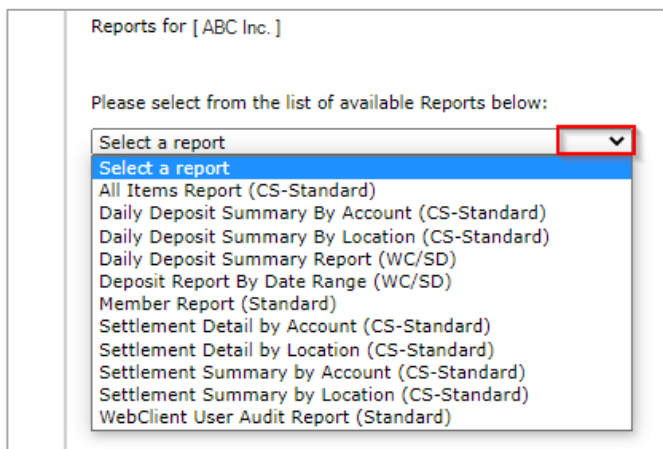 Reports for [ ABC Inc. ]
Please select from the list of available Reports below:
Select a report
Select a report
All Items Report (CS-Standard)
Daily Deposit Summary By Account (CS-Standard)
Daily Deposit Summary By Location (CS-Standard)
Daily Deposit Summary Report (WC/SD)
Deposit Report By Date Range (WC/SD)
Member Report (Standard)
Settlement Detail by Account (CS-Standard)
Settlement Detail by Location (CS-Standard)
Settlement Summary by Account (CS-Standard)
Settlement Summary by Location (CS-Standard)
WebClient User Audit Report (Standard)